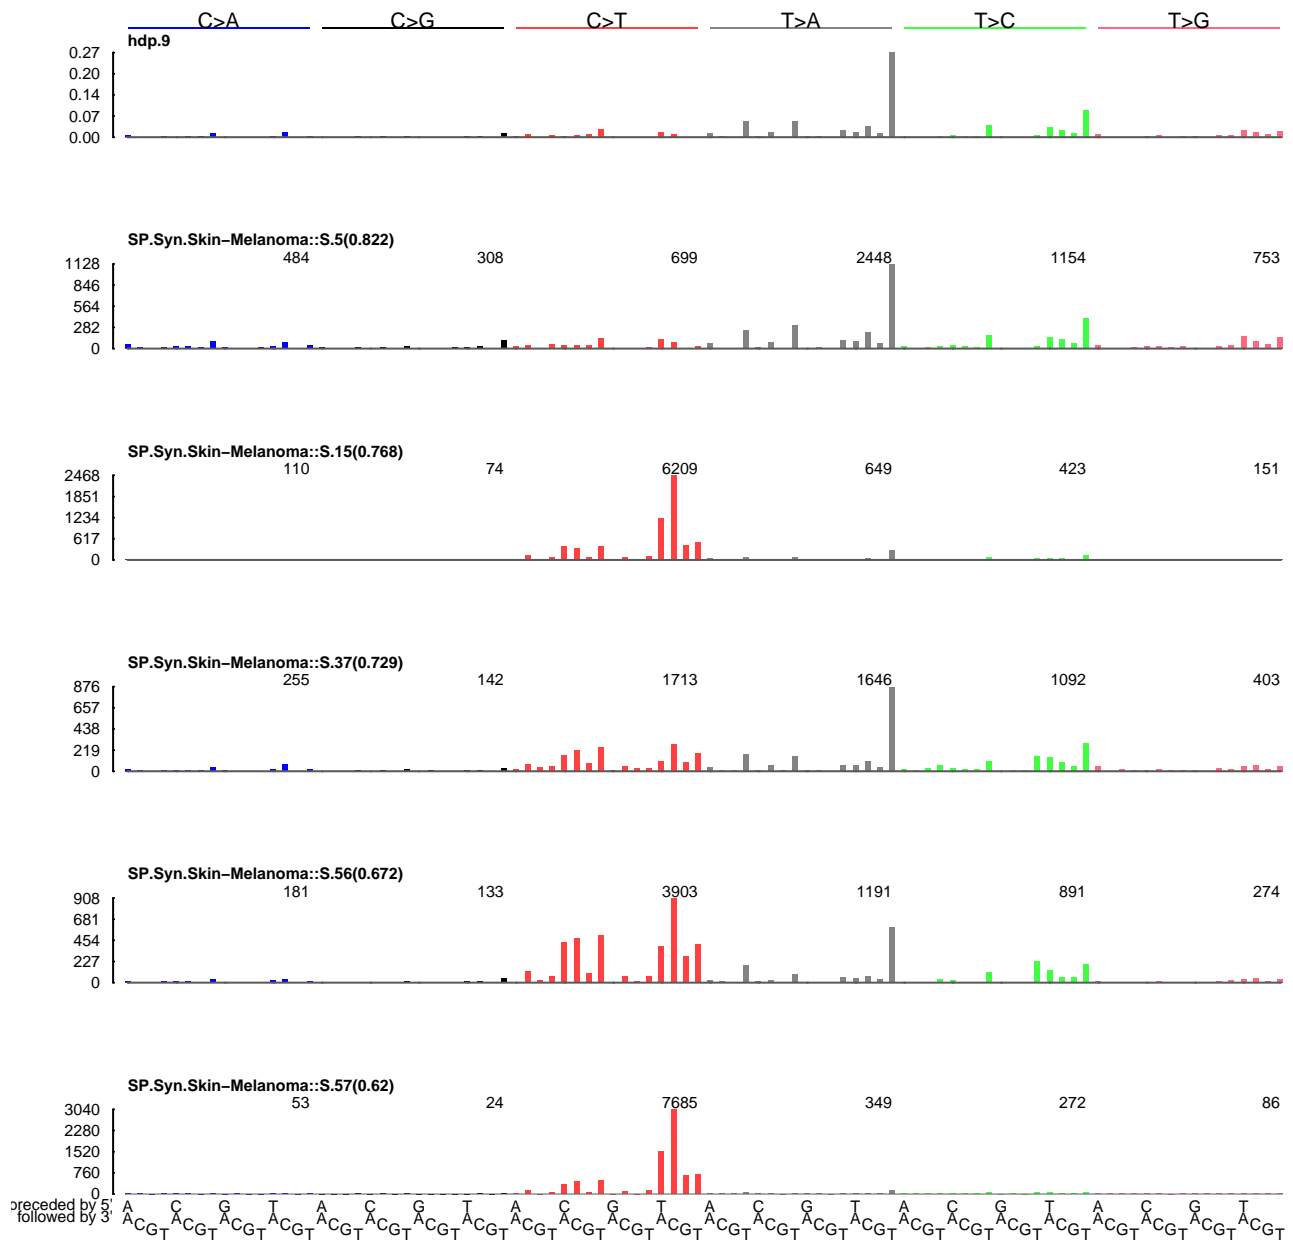 C>A C>G C>T T>A T>C T>G
hdp.9
0.27
0.20
0.14
0.07
0.00
SP.Syn.Skin−Melanoma::S.5(0.822)
484 308 699 2448 1154 753
1128
846
564
282
0
SP.Syn.Skin−Melanoma::S.15(0.768)
110 74 6209 649 423 151
2468
1851
1234
617
0
SP.Syn.Skin−Melanoma::S.37(0.729)
255 142 1713 1646 1092 403
876
657
438
219
0
SP.Syn.Skin−Melanoma::S.56(0.672)
181 133 3903 1191 891 274
908
681
454
227
0
SP.Syn.Skin−Melanoma::S.57(0.62)
53 24 7685 349 272 86
3040
2280
1520
760
0
preceded by 5' A C G T A C G T A C G T A C G T A C G T A C G T
followed by 3' A C G T A C G T A C G T A C G T A C G T A C G T A C G T A C G T A C G T A C G T A C G T A C G T A C G T A C G T A C G T A C G T A C G T A C G T A C G T A C G T A C G T A C G T A C G T A C G T